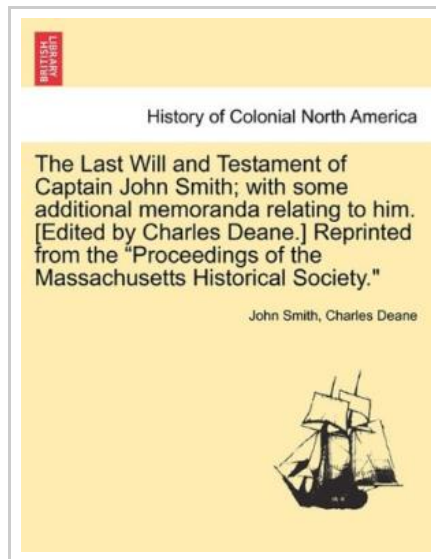 BRITISH
LIBRARY
History of Colonial North America
The Last Will and Testament of
Captain John Smith; with some
additional memoranda relating to him.
[Edited by Charles Deane.] Reprinted
from the "Proceedings of the
Massachusetts Historical Society."
John Smith, Charles Deane